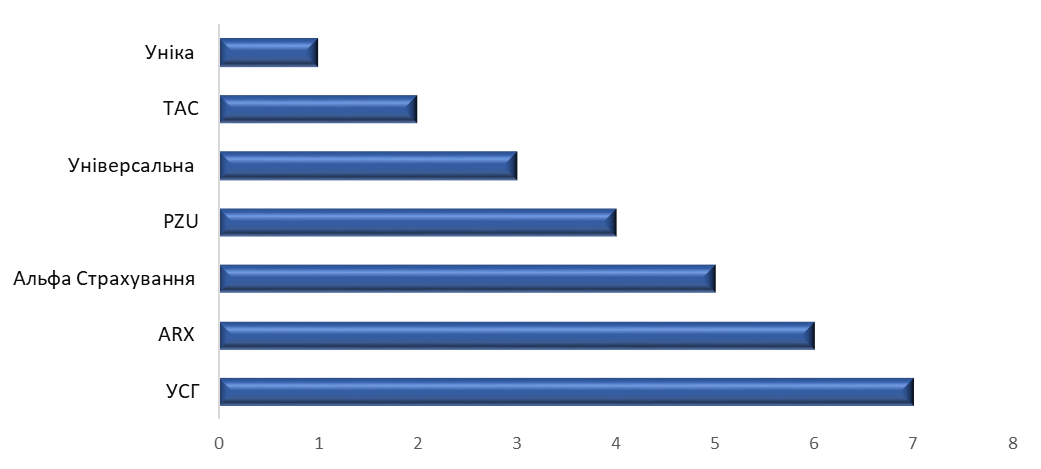 Уніка
ТАС
Універсальна
PZU
Альфа Страхування
ARX
УСГ
0 1 2 3 4 5 6 7 8